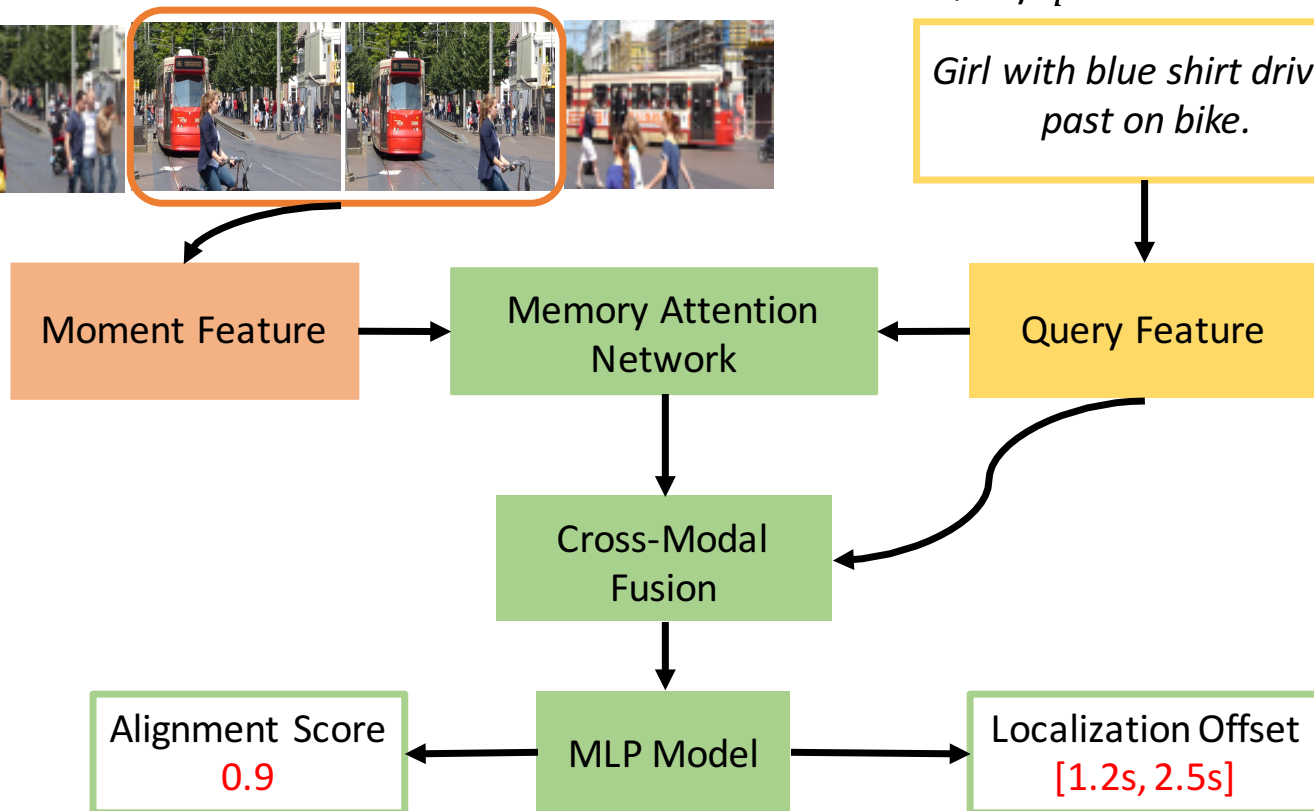 Girl with blue shirt driv
past on bike.
Moment Feature
Memory Attention
Network
Query Feature
Cross-Modal
Fusion
Alignment Score
0.9
MLP Model
Localization Offset
[1.2s, 2.5s]